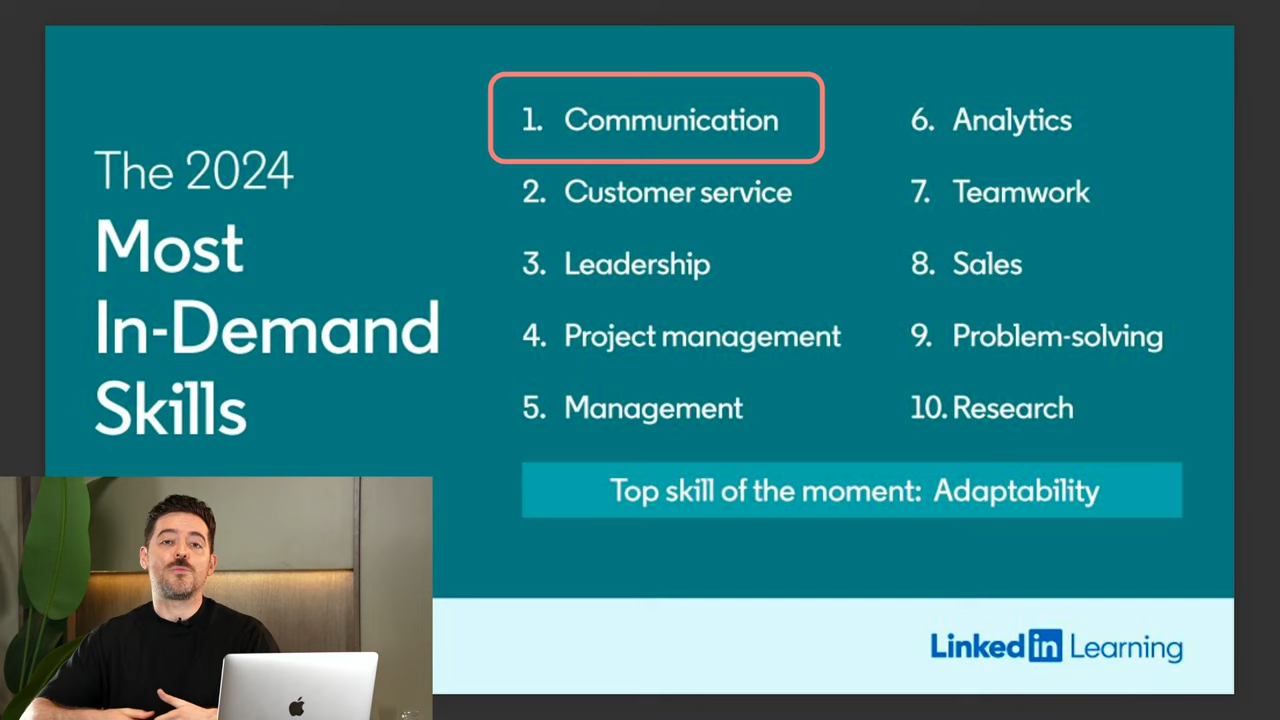 The 2024
Most
In-Demand
Skills
1. Communication
2. Customer service
3. Leadership
4. Project management
5. Management
6. Analytics
7. Teamwork
8. Sales
9. Problem-solving
10. Research
Top skill of the moment: Adaptability
Linked in Learning